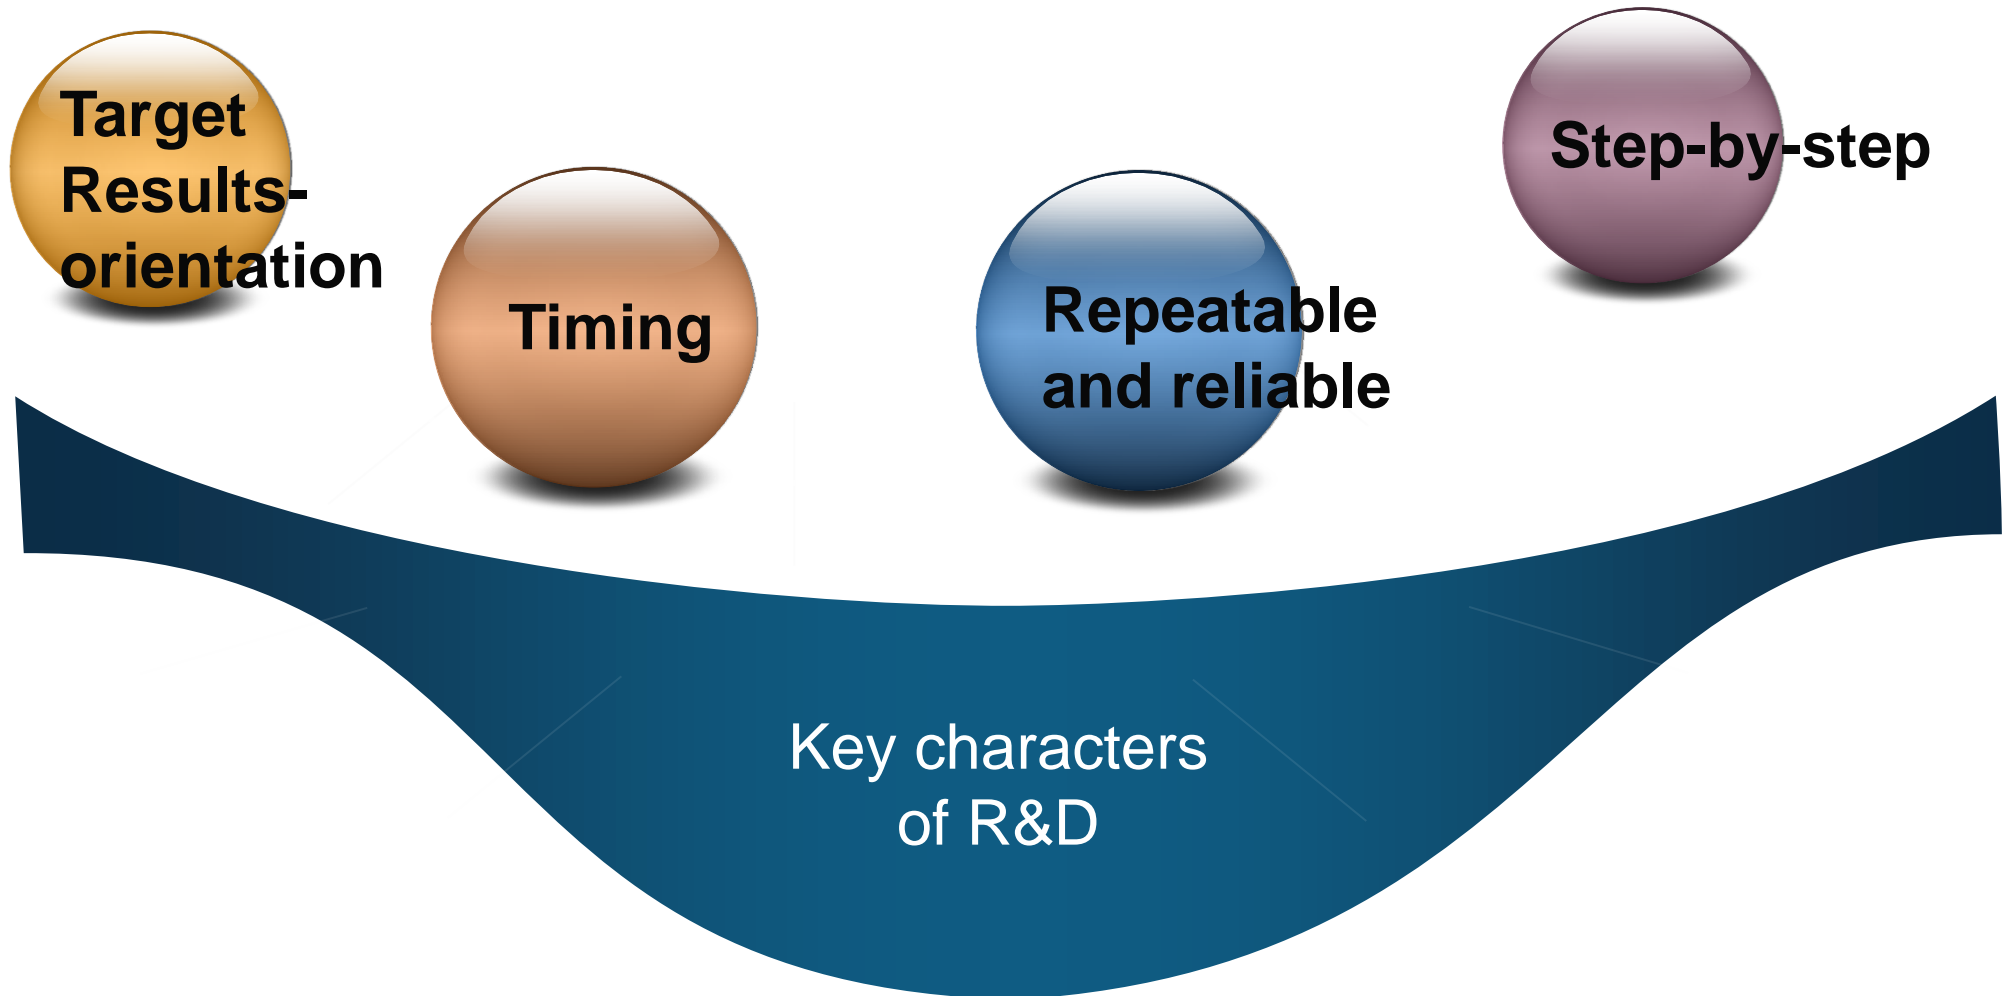 Target
Results-
orientation
Timing
Repeatable
and reliable
Step-by-step
Key characters
of R&D